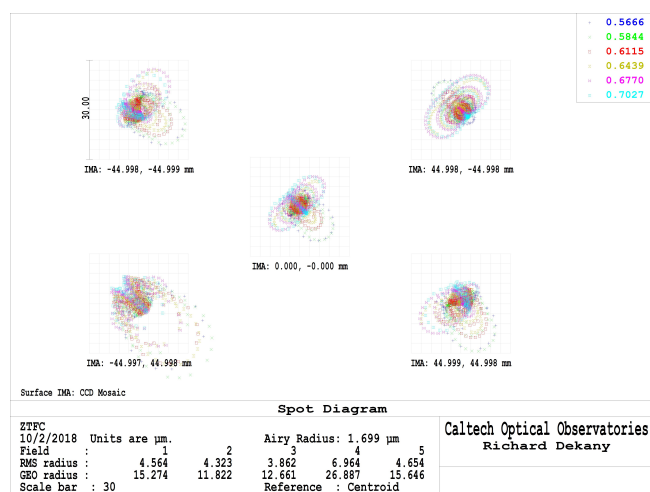 0.5666
0.5844
0.6115
0.6439
0.6770
0.7027
30.00
IMA: -44.998, -44.999 mm
IMA: 44.998, -44.998 mm
IMA: 0.000, -0.000 mm
IMA: -44.997, 44.998 mm
IMA: 44.999, 44.998 mm
Surface IMA: CCD Mosaic
Spot Diagram
ZTFC
10/2/2018 Units are µm. Airy Radius: 1.699 µm
Field : 1 2 3 4 5
RMS radius : 4.564 4.323 3.862 6.964 4.654
GEO radius : 15.274 11.822 12.661 26.887 15.646
Scale bar : 30 Reference : Centroid
Caltech Optical Observatories
Richard Dekany